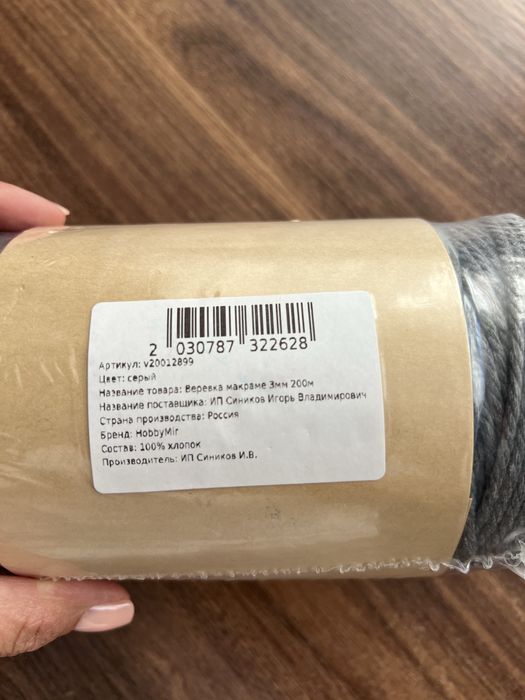 2 030787 322628
Артикул: v20012899
Цвет: серый
Название товара: Веревка макраме 3мм 200м
Название поставщика: ИП Сиников Игорь Владимирович
Страна производства: Россия
Бренд: HobbyMir
Состав: 100% хлопок
Производитель: ИП Сиников И.В.